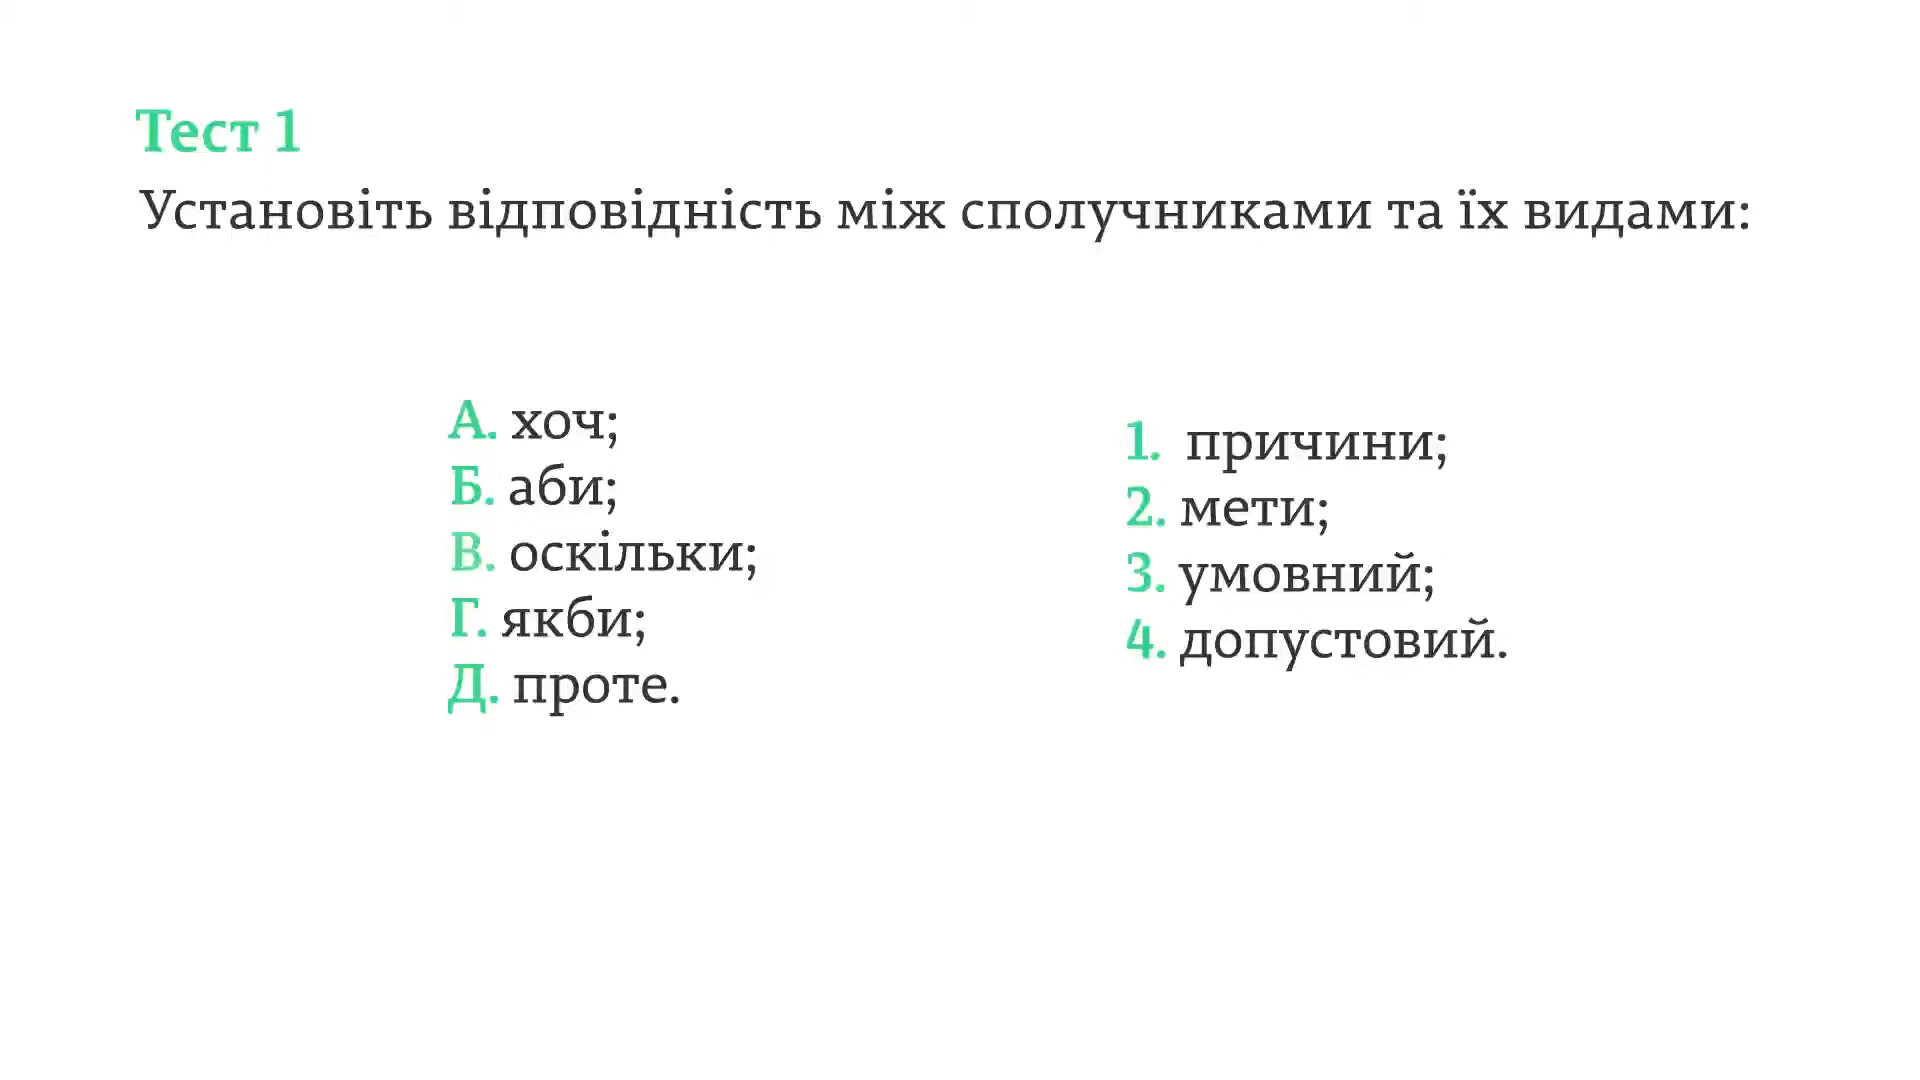 Тест 1
Установіть відповідність між сполучниками та їх видами:
А. хоч;
Б. аби;
В. оскільки;
Г. якби;
Д. проте.
1. причини;
2. мети;
3. умовний;
4. допустовий.